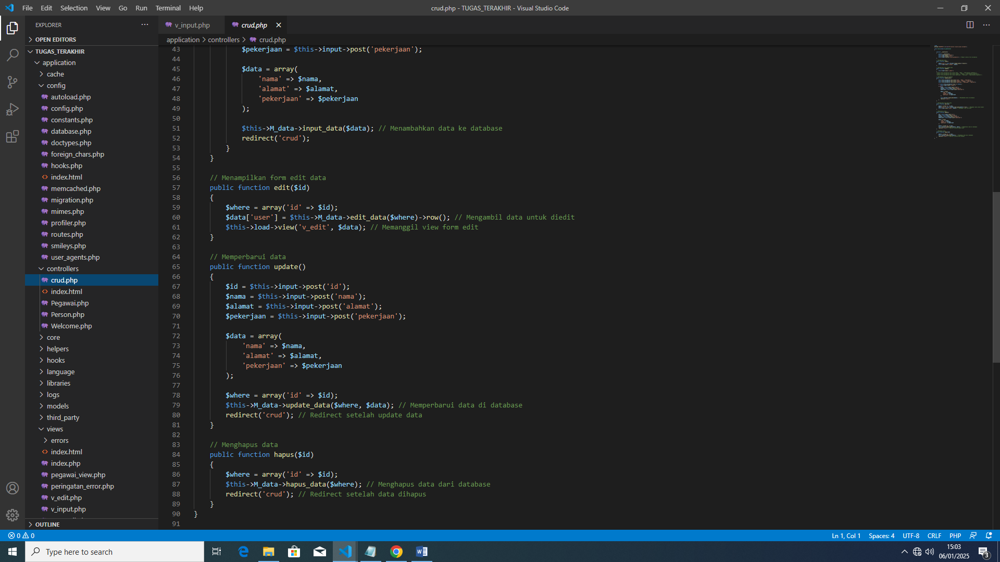 File Edit Selection View Go Run Terminal Help
crud.php - TUGAS_TERAKHIR - Visual Studio Code
EXPLORER
OPEN EDITORS
TUGAS_TERAKHIR
application
cache
config
autoload.php
config.php
constants.php
database.php
doctypes.php
foreign_chars.php
hooks.php
index.html
memcached.php
migration.php
mimes.php
profiler.php
routes.php
smileys.php
user_agents.php
controllers
crud.php
index.html
Pegawai.php
Person.php
Welcome.php
core
helpers
hooks
language
libraries
logs
models
third_party
views
errors
index.html
index.php
pegawai_view.php
peringatan_error.php
v_edit.php
v_input.php
OUTLINE
v_input.php crud.php
application > controllers > crud.php
43 $pekerjaan = $this->input->post('pekerjaan');
44
45 $data = array(
46 'nama' => $nama,
47 'alamat' => $alamat,
48 'pekerjaan' => $pekerjaan
49 );
50
51 $this->M_data->input_data($data); // Menambahkan data ke database
52 redirect('crud');
53 }
54 }
55
56 // Menampilkan form edit data
57 public function edit($id)
58 {
59 $where = array('id' => $id);
60 $data['user'] = $this->M_data->edit_data($where)->row(); // Mengambil data untuk diedit
61 $this->load->view('v_edit', $data); // Memanggil view form edit
62 }
63
64 // Memperbarui data
65 public function update()
66 {
67 $id = $this->input->post('id');
68 $nama = $this->input->post('nama');
69 $alamat = $this->input->post('alamat');
70 $pekerjaan = $this->input->post('pekerjaan');
71
72 $data = array(
73 'nama' => $nama,
74 'alamat' => $alamat,
75 'pekerjaan' => $pekerjaan
76 );
77
78 $where = array('id' => $id);
79 $this->M_data->update_data($where, $data); // Memperbarui data di database
80 redirect('crud'); // Redirect setelah update data
81 }
82
83 // Menghapus data
84 public function hapus($id)
85 {
86 $where = array('id' => $id);
87 $this->M_data->hapus_data($where); // Menghapus data dari database
88 redirect('crud'); // Redirect setelah data dihapus
89 }
90 }
91
0 0
Ln 1, Col 1 Spaces: 4 UTF-8 CRLF PHP
Type here to search
15:03
06/01/2025
3